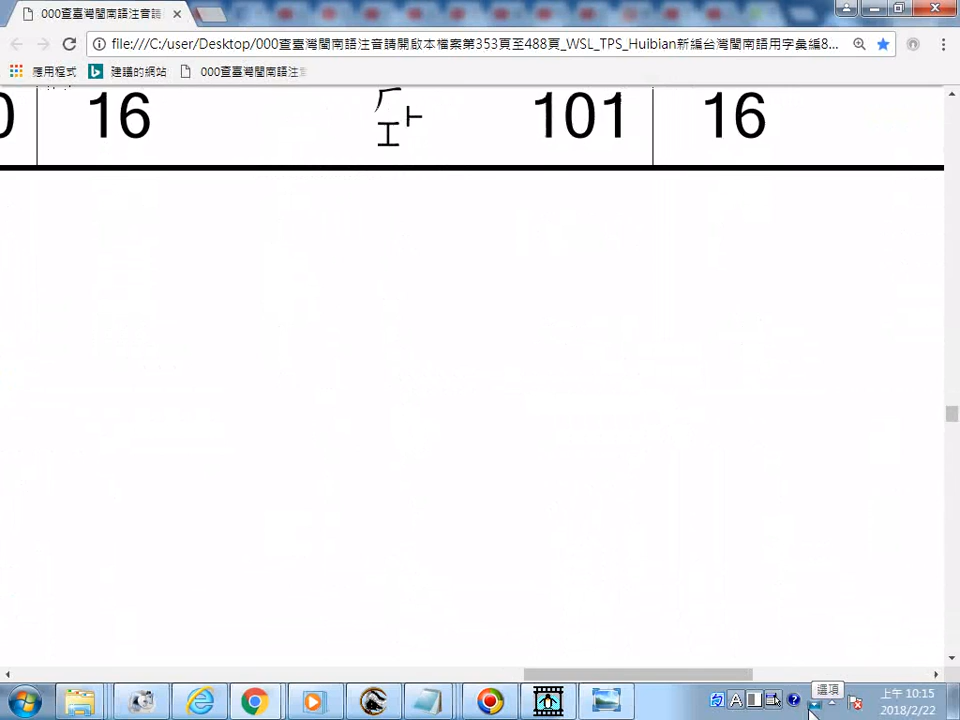 000查臺灣閩南語注音請
file:///C:/user/Desktop/000查臺灣閩南語注音請開啟本檔案第353頁至488頁_WSL_TPS_Huibian新編台灣閩南語用字彙編8...
應用程式 建議的網站 000查臺灣閩南語注
0 16 ㄏㄐ⊢ 101 16
選項
上午 10:15
2018/2/22